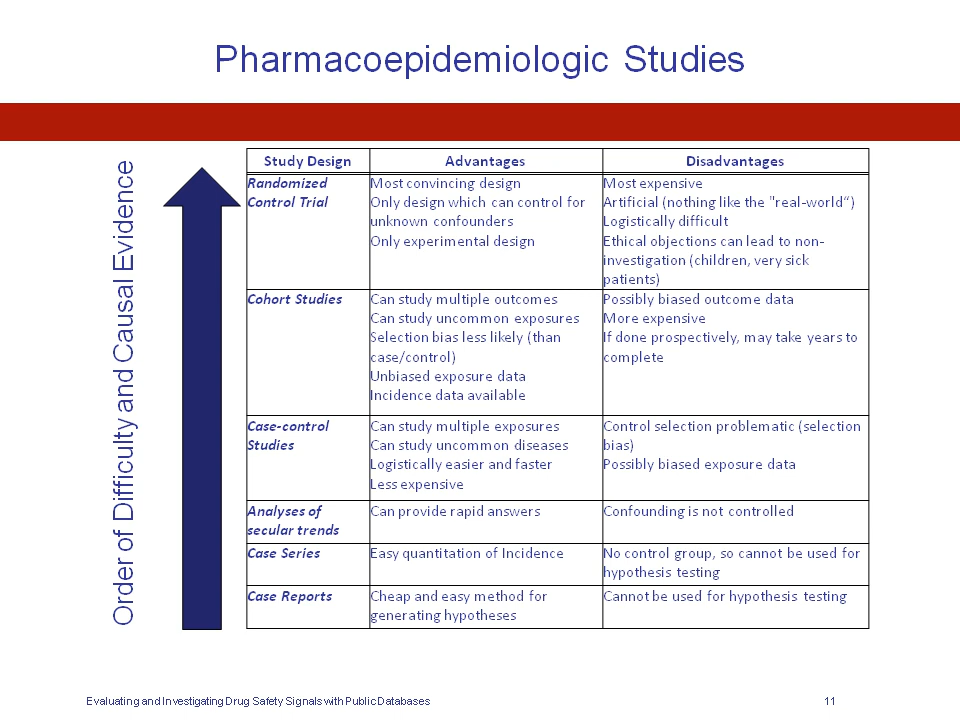 Pharmacoepidemiologic Studies
Order of Difficulty and Causal Evidence
Study Design Advantages Disadvantages
Randomized
Control Trial
Most convincing design
Only design which can control for
unknown confounders
Only experimental design
Most expensive
Artificial (nothing like the "real-world“)
Logistically difficult
Ethical objections can lead to non-
investigation (children, very sick
patients)
Cohort Studies
Can study multiple outcomes
Can study uncommon exposures
Selection bias less likely (than
case/control)
Unbiased exposure data
Incidence data available
Possibly biased outcome data
More expensive
If done prospectively, may take years to
complete
Case-control
Studies
Can study multiple exposures
Can study uncommon diseases
Logistically easier and faster
Less expensive
Control selection problematic (selection
bias)
Possibly biased exposure data
Analyses of
secular trends
Can provide rapid answers
Confounding is not controlled
Case Series
Easy quantitation of Incidence
No control group, so cannot be used for
hypothesis testing
Case Reports
Cheap and easy method for
generating hypotheses
Cannot be used for hypothesis testing
Evaluating and Investigating Drug Safety Signals with Public Databases
11